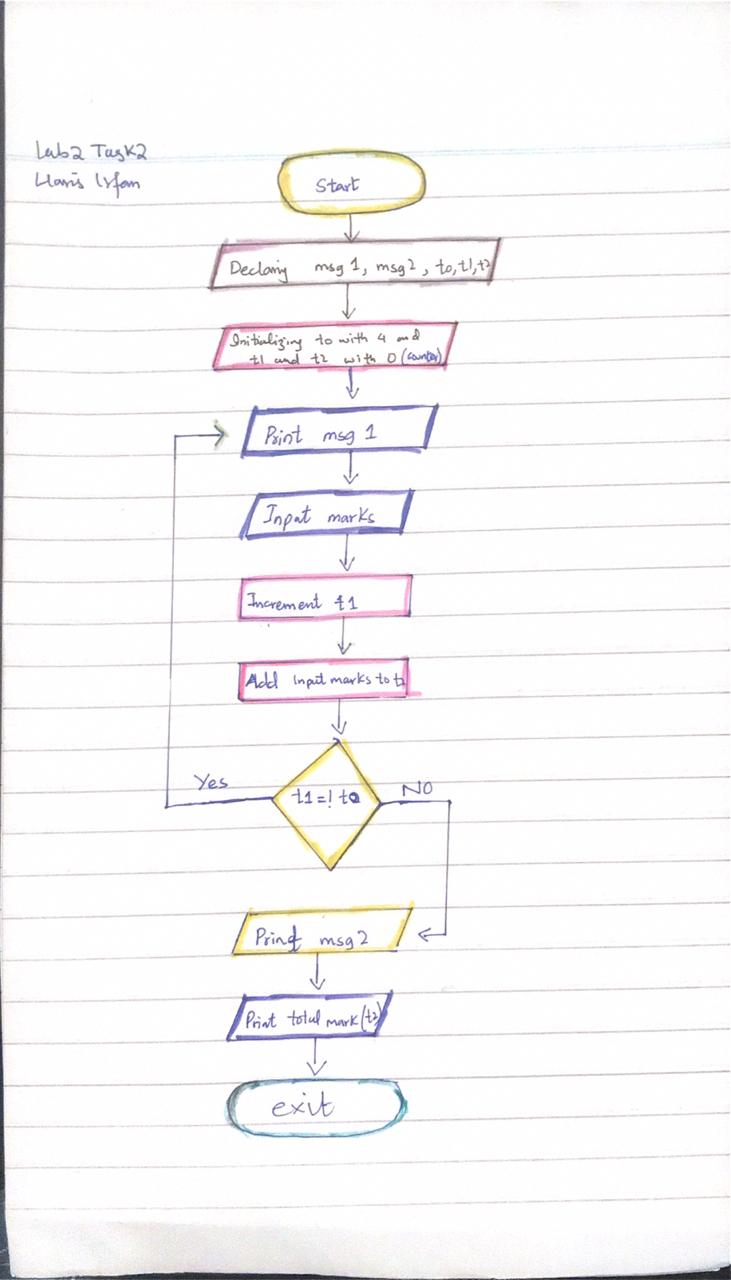 Lab2 Task2
Haris Irfan
Start
Declaring msg 1, msg2, t0, t1, t2
Initializing t0 with 4 and
t1 and t2 with 0 (counter)
Print msg 1
Input marks
Increment t1
Add input marks to t2
Yes
t1=! t0
NO
Print msg 2
Print total mark (t2)
exit